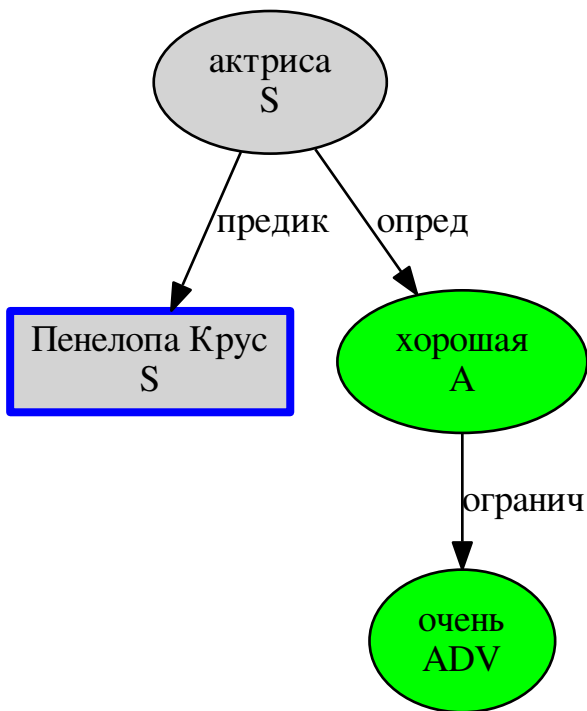 актриса
S
предик
опред
Пенелопа Крус
S
хорошая
A
огранич
очень
ADV